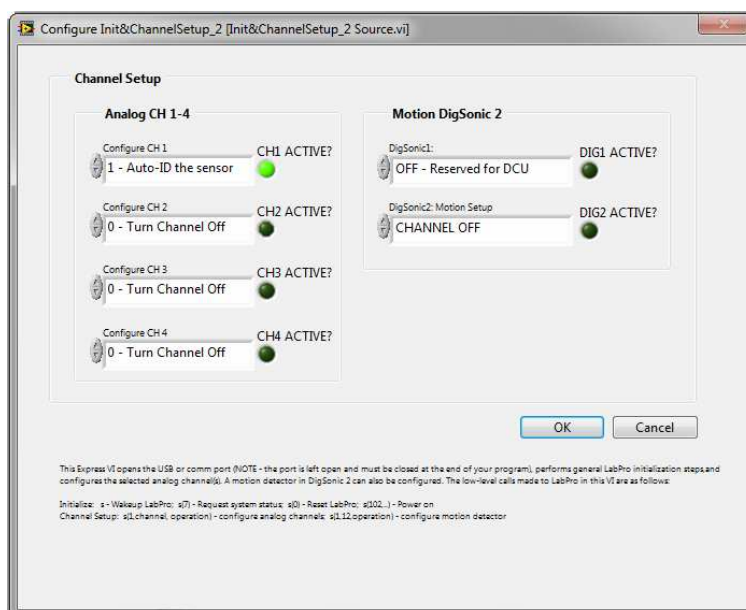 Configure Init&ChannelSetup_2 [Init&ChannelSetup_2 Source.vi]
Channel Setup
Analog CH 1-4
Configure CH 1
1 - Auto-ID the sensor
CH1 ACTIVE?
Configure CH 2
0 - Turn Channel Off
CH2 ACTIVE?
Configure CH 3
0 - Turn Channel Off
CH3 ACTIVE?
Configure CH 4
0 - Turn Channel Off
CH4 ACTIVE?
Motion DigSonic 2
DigSonic1:
OFF - Reserved for DCU
DIG1 ACTIVE?
DigSonic2: Motion Setup
CHANNEL OFF
DIG2 ACTIVE?
OK
Cancel
This Express VI opens the USB or comm port (NOTE - the port is left open and must be closed at the end of your program), performs general LabPro initialization steps,and
configures the selected analog channel(s). A motion detector in DigSonic 2 can also be configured. The low-level calls made to LabPro in this VI are as follows:
Initialize: s - Wakeup LabPro; s(7) - Request system status; s(0) - Reset LabPro; s(102,..) - Power on
Channel Setup: s(1,channel, operation) - configure analog channels; s(1,12,operation) - configure motion detector